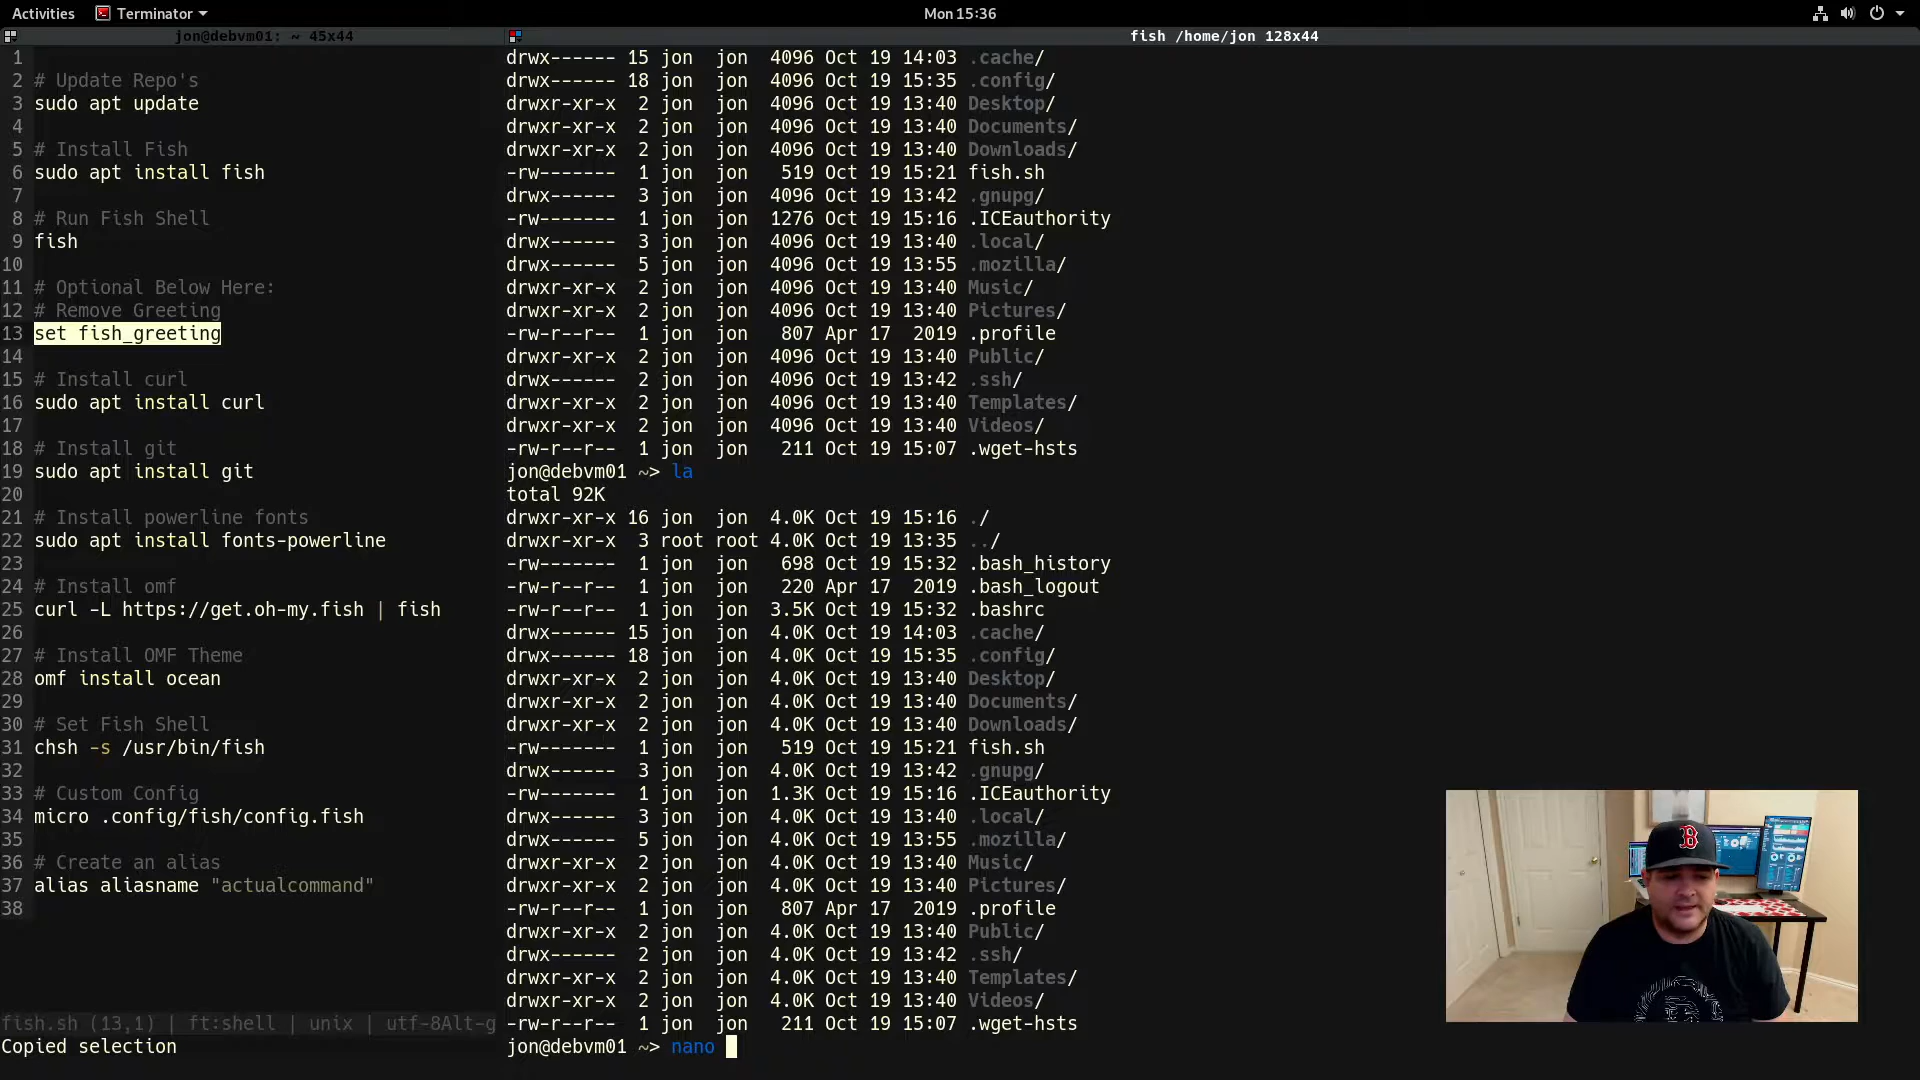 Activities Terminator Mon 15:36
jon@debvm01: ~ 45x44
1
2 # Update Repo's
3 sudo apt update
4
5 # Install Fish
6 sudo apt install fish
7
8 # Run Fish Shell
9 fish
10
11 # Optional Below Here:
12 # Remove Greeting
13 set fish_greeting
14
15 # Install curl
16 sudo apt install curl
17
18 # Install git
19 sudo apt install git
20
21 # Install powerline fonts
22 sudo apt install fonts-powerline
23
24 # Install omf
25 curl -L https://get.oh-my.fish | fish
26
27 # Install OMF Theme
28 omf install ocean
29
30 # Set Fish Shell
31 chsh -s /usr/bin/fish
32
33 # Custom Config
34 micro .config/fish/config.fish
35
36 # Create an alias
37 alias aliasname "actualcommand"
38
fish.sh (13,1) | ft:shell | unix | utf-8Alt-g
Copied selection
fish /home/jon 128x44
drwx------ 15 jon  jon  4096 Oct 19 14:03 .cache/
drwx------ 18 jon  jon  4096 Oct 19 15:35 .config/
drwxr-xr-x  2 jon  jon  4096 Oct 19 13:40 Desktop/
drwxr-xr-x  2 jon  jon  4096 Oct 19 13:40 Documents/
drwxr-xr-x  2 jon  jon  4096 Oct 19 13:40 Downloads/
-rw-------  1 jon  jon   519 Oct 19 15:21 fish.sh
drwx------  3 jon  jon  4096 Oct 19 13:42 .gnupg/
-rw-------  1 jon  jon  1276 Oct 19 15:16 .ICEauthority
drwx------  3 jon  jon  4096 Oct 19 13:40 .local/
drwx------  5 jon  jon  4096 Oct 19 13:55 .mozilla/
drwxr-xr-x  2 jon  jon  4096 Oct 19 13:40 Music/
drwxr-xr-x  2 jon  jon  4096 Oct 19 13:40 Pictures/
-rw-r--r--  1 jon  jon   807 Apr 17  2019 .profile
drwxr-xr-x  2 jon  jon  4096 Oct 19 13:40 Public/
drwx------  2 jon  jon  4096 Oct 19 13:42 .ssh/
drwxr-xr-x  2 jon  jon  4096 Oct 19 13:40 Templates/
drwxr-xr-x  2 jon  jon  4096 Oct 19 13:40 Videos/
-rw-r--r--  1 jon  jon   211 Oct 19 15:07 .wget-hsts
jon@debvm01 ~> la
total 92K
drwxr-xr-x 16 jon  jon  4.0K Oct 19 15:16 ./
drwxr-xr-x  3 root root 4.0K Oct 19 13:35 ../
-rw-------  1 jon  jon   698 Oct 19 15:32 .bash_history
-rw-r--r--  1 jon  jon   220 Apr 17  2019 .bash_logout
-rw-r--r--  1 jon  jon  3.5K Oct 19 15:32 .bashrc
drwx------ 15 jon  jon  4.0K Oct 19 14:03 .cache/
drwx------ 18 jon  jon  4.0K Oct 19 15:35 .config/
drwxr-xr-x  2 jon  jon  4.0K Oct 19 13:40 Desktop/
drwxr-xr-x  2 jon  jon  4.0K Oct 19 13:40 Documents/
drwxr-xr-x  2 jon  jon  4.0K Oct 19 13:40 Downloads/
-rw-------  1 jon  jon   519 Oct 19 15:21 fish.sh
drwx------  3 jon  jon  4.0K Oct 19 13:42 .gnupg/
-rw-------  1 jon  jon  1.3K Oct 19 15:16 .ICEauthority
drwx------  3 jon  jon  4.0K Oct 19 13:40 .local/
drwx------  5 jon  jon  4.0K Oct 19 13:55 .mozilla/
drwxr-xr-x  2 jon  jon  4.0K Oct 19 13:40 Music/
drwxr-xr-x  2 jon  jon  4.0K Oct 19 13:40 Pictures/
-rw-r--r--  1 jon  jon   807 Apr 17  2019 .profile
drwxr-xr-x  2 jon  jon  4.0K Oct 19 13:40 Public/
drwx------  2 jon  jon  4.0K Oct 19 13:42 .ssh/
drwxr-xr-x  2 jon  jon  4.0K Oct 19 13:40 Templates/
drwxr-xr-x  2 jon  jon  4.0K Oct 19 13:40 Videos/
-rw-r--r--  1 jon  jon   211 Oct 19 15:07 .wget-hsts
jon@debvm01 ~> nano
B